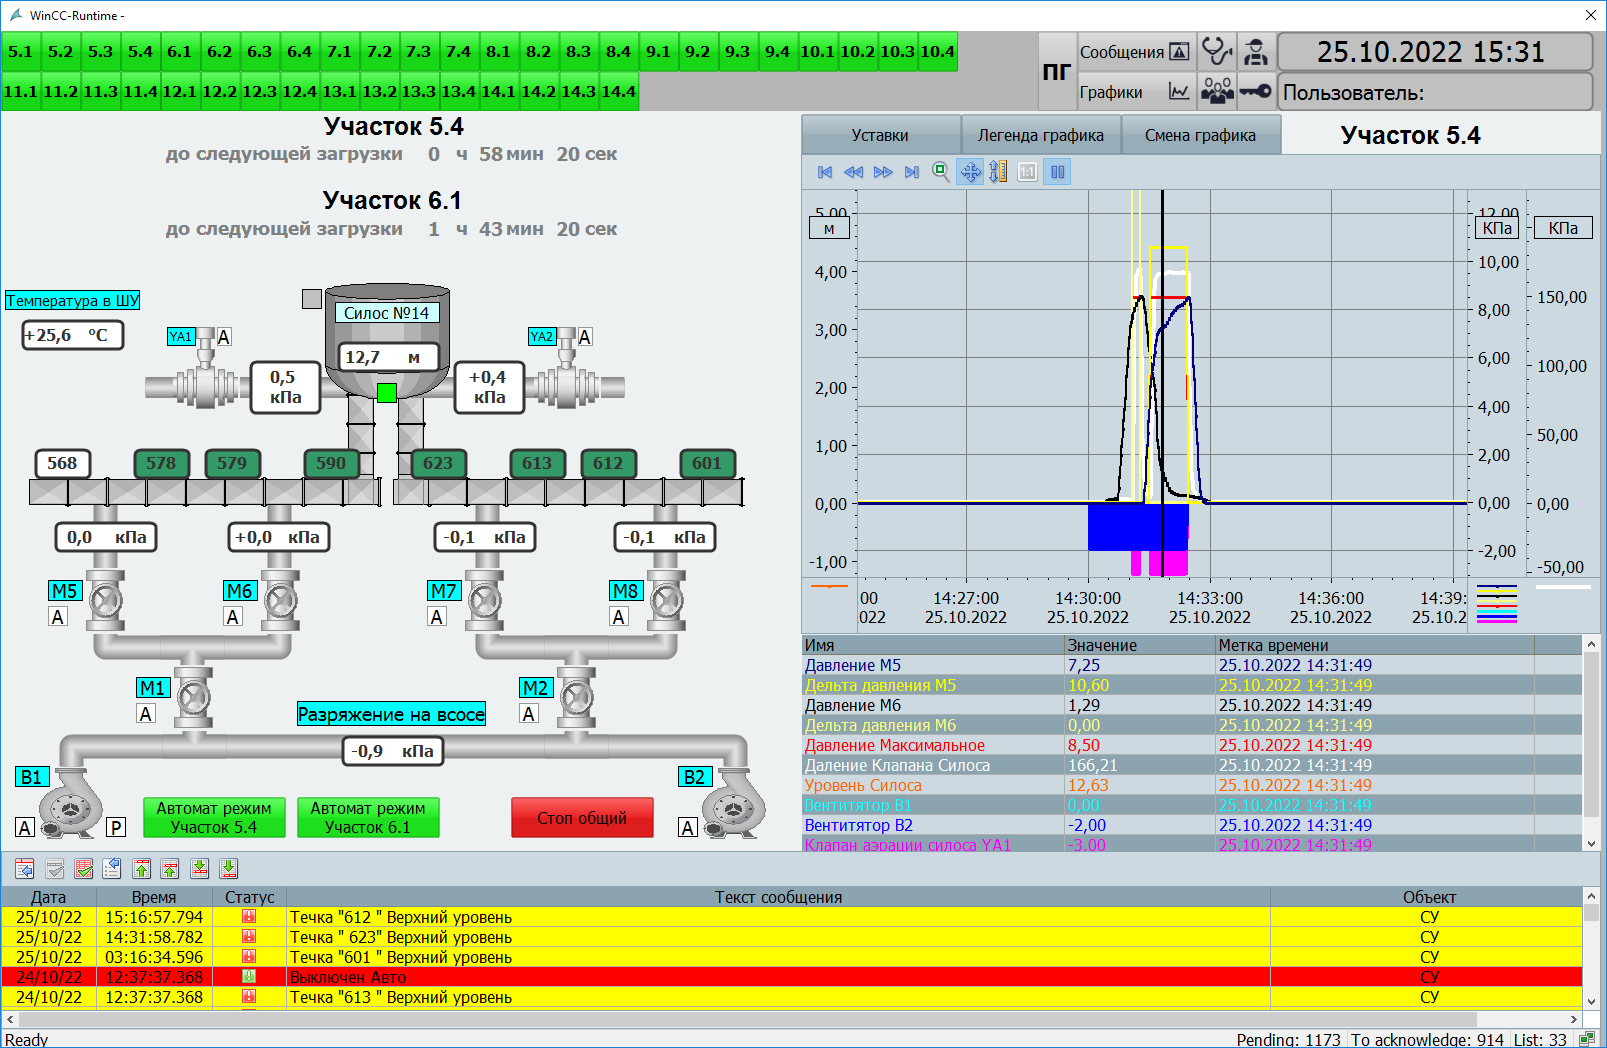 WinCC-Runtime -
5.1 5.2 5.3 5.4 6.1 6.2 6.3 6.4 7.1 7.2 7.3 7.4 8.1 8.2 8.3 8.4 9.1 9.2 9.3 9.4 10.1 10.2 10.3 10.4
11.1 11.2 11.3 11.4 12.1 12.2 12.3 12.4 13.1 13.2 13.3 13.4 14.1 14.2 14.3 14.4
ПГ
Сообщения
Графики
25.10.2022 15:31
Пользователь:
Участок 5.4
до следующей загрузки 0 ч 58 мин 20 сек
Участок 6.1
до следующей загрузки 1 ч 43 мин 20 сек
Температура в ШУ
+25,6 °C
Силос №14
12,7 м
YA1 A
YA2 A
0,5 кПа
+0,4 кПа
568 578 579 590 623 613 612 601
0,0 кПа
+0,0 кПа
-0,1 кПа
-0,1 кПа
M5 A
M6 A
M7 A
M8 A
M1 A
M2 A
Разряжение на всосе
-0,9 кПа
B1
A P
B2
A
Автомат режим
Участок 5.4
Автомат режим
Участок 6.1
Стоп общий
Уставки Легенда графика Смена графика
Участок 5.4
1:1
м
5,00
4,00
3,00
2,00
1,00
0,00
-1,00
КПа
12,00
10,00
8,00
6,00
4,00
2,00
0,00
-2,00
КПа
150,00
100,00
50,00
0,00
-50,00
00 14:27:00 14:30:00 14:33:00 14:36:00 14:39:
022 25.10.2022 25.10.2022 25.10.2022 25.10.2022 25.10.2
Имя Значение Метка времени
Давление М5 7,25 25.10.2022 14:31:49
Дельта давления М5 10,60 25.10.2022 14:31:49
Давление М6 1,29 25.10.2022 14:31:49
Дельта давления М6 0,00 25.10.2022 14:31:49
Давление Максимальное 8,50 25.10.2022 14:31:49
Даление Клапана Силоса 166,21 25.10.2022 14:31:49
Уровень Силоса 12,63 25.10.2022 14:31:49
Вентитятор В1 0,00 25.10.2022 14:31:49
Вентитятор В2 -2,00 25.10.2022 14:31:49
Клапан аэрации силоса YA1 -3,00 25.10.2022 14:31:49
Дата Время Статус Текст сообщения Объект
25/10/22 15:16:57.794 Течка "612 " Верхний уровень СУ
25/10/22 14:31:58.782 Течка " 623" Верхний уровень СУ
25/10/22 03:16:34.596 Течка "601 " Верхний уровень СУ
24/10/22 12:37:37.368 Выключен Авто СУ
24/10/22 12:37:37.368 Течка "613 " Верхний уровень СУ
Ready
Pending: 1173 To acknowledge: 914 List: 33